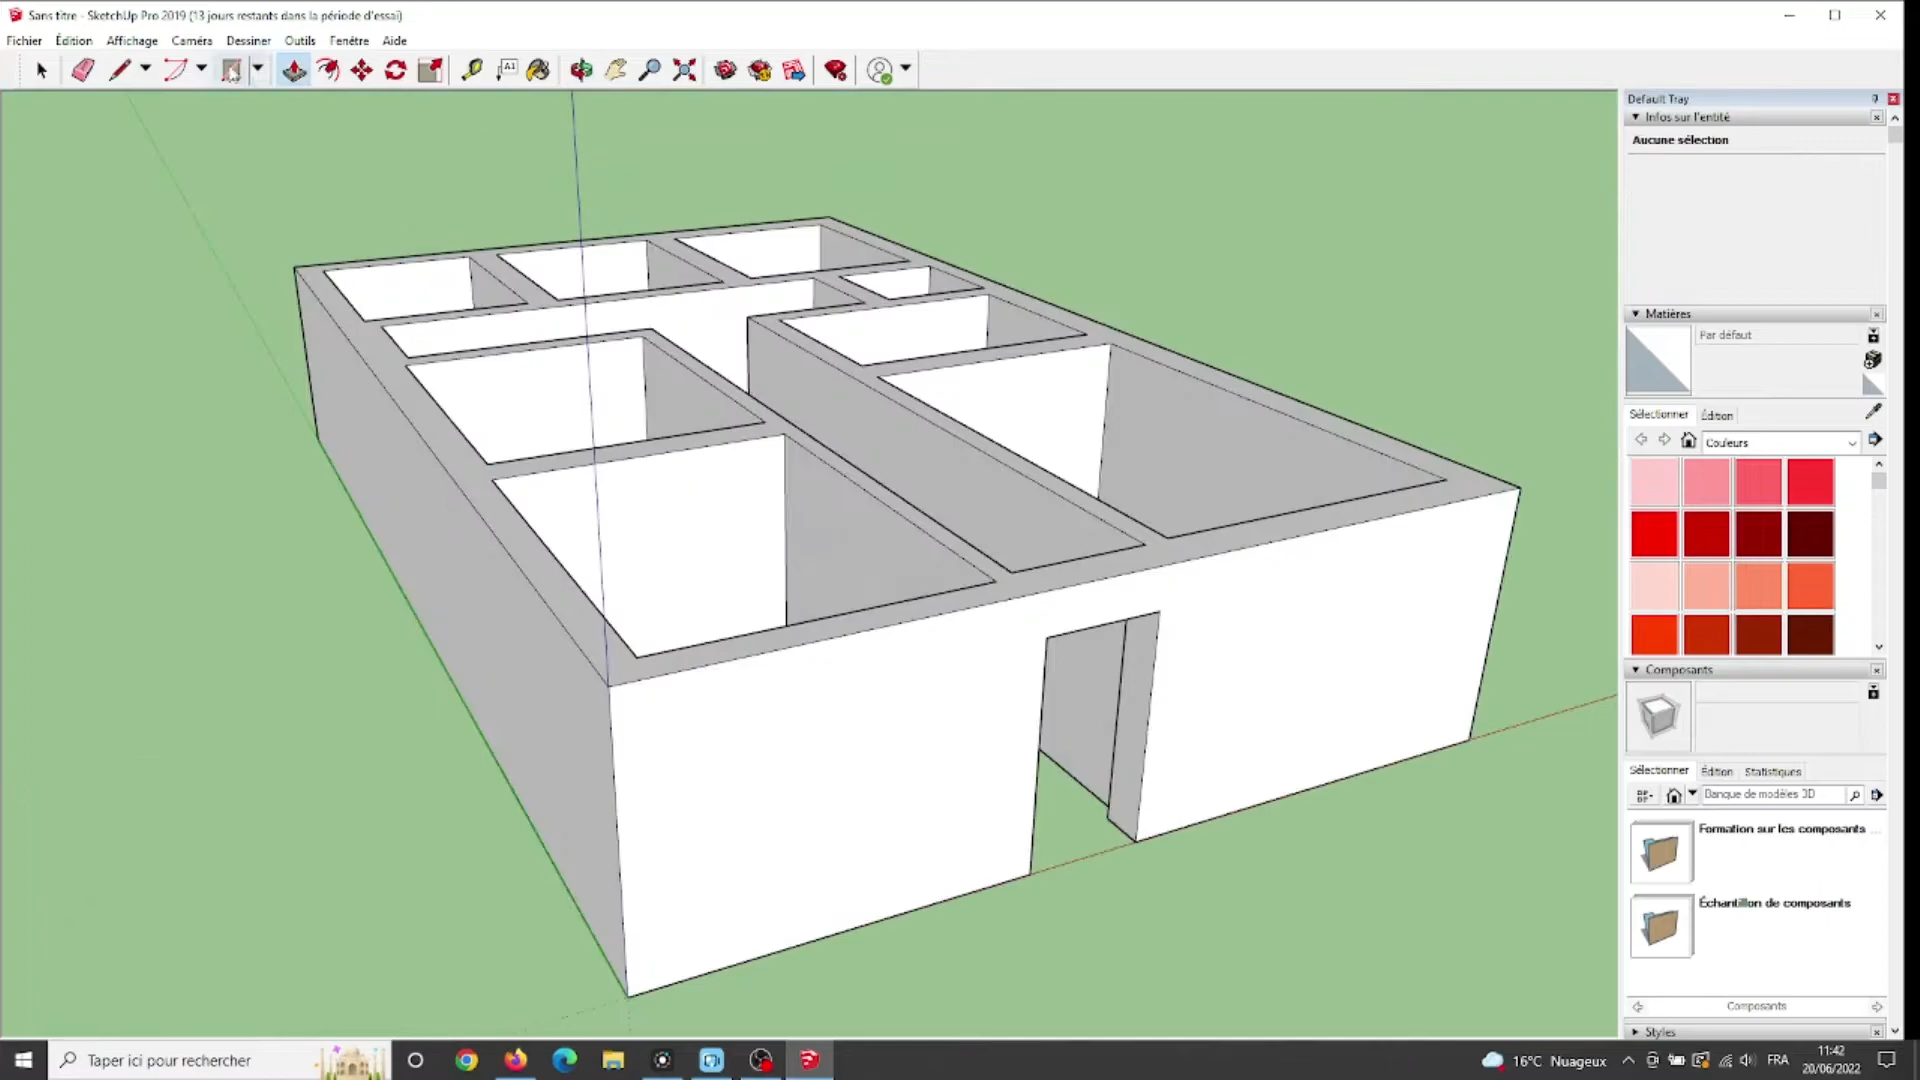 Sans titre - SketchUp Pro 2019 (13 jours restants dans la période d'essai)
Fichier Édition Affichage Caméra Dessiner Outils Fenêtre Aide
A1
Default Tray
Infos sur l'entité
Aucune sélection
Matières
Par défaut
Sélectionner Édition
Couleurs
Composants
Sélectionner Édition Statistiques
Banque de modèles 3D
Formation sur les composants ...
Échantillon de composants
Composants
Styles
Taper ici pour rechercher
16°C Nuageux
FRA
11:42
20/06/2022